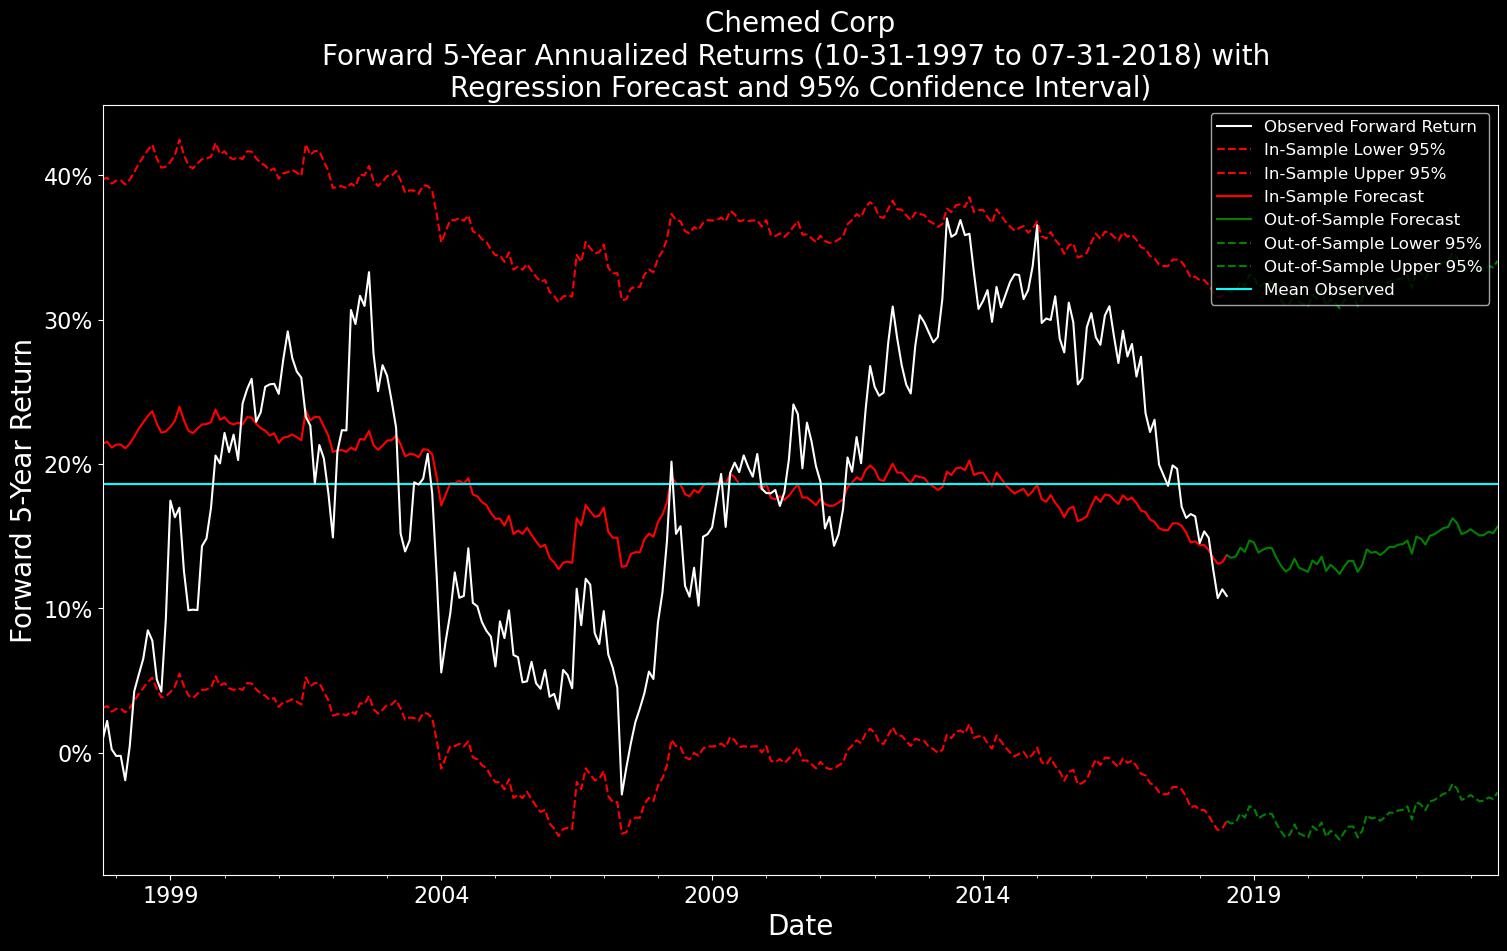 Chemed Corp
Forward 5-Year Annualized Returns (10-31-1997 to 07-31-2018) with
Regression Forecast and 95% Confidence Interval)
Forward 5-Year Return
40%
30%
20%
10%
0%
Observed Forward Return
In-Sample Lower 95%
In-Sample Upper 95%
In-Sample Forecast
Out-of-Sample Forecast
Out-of-Sample Lower 95%
Out-of-Sample Upper 95%
Mean Observed
1999
2004
2009
2014
2019
Date